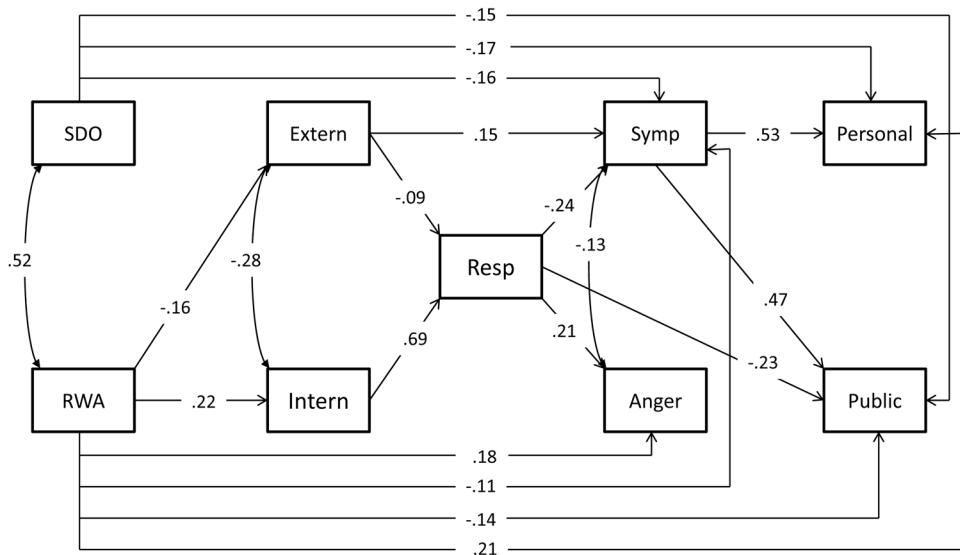 -.15
-.17
-.16
SDO
Extern
.15
Symp
.53
Personal
-.09
-.24
.52
-.28
Resp
-.13
-.16
.69
.21
.47
-.23
RWA
.22
Intern
Anger
Public
.18
-.11
-.14
.21